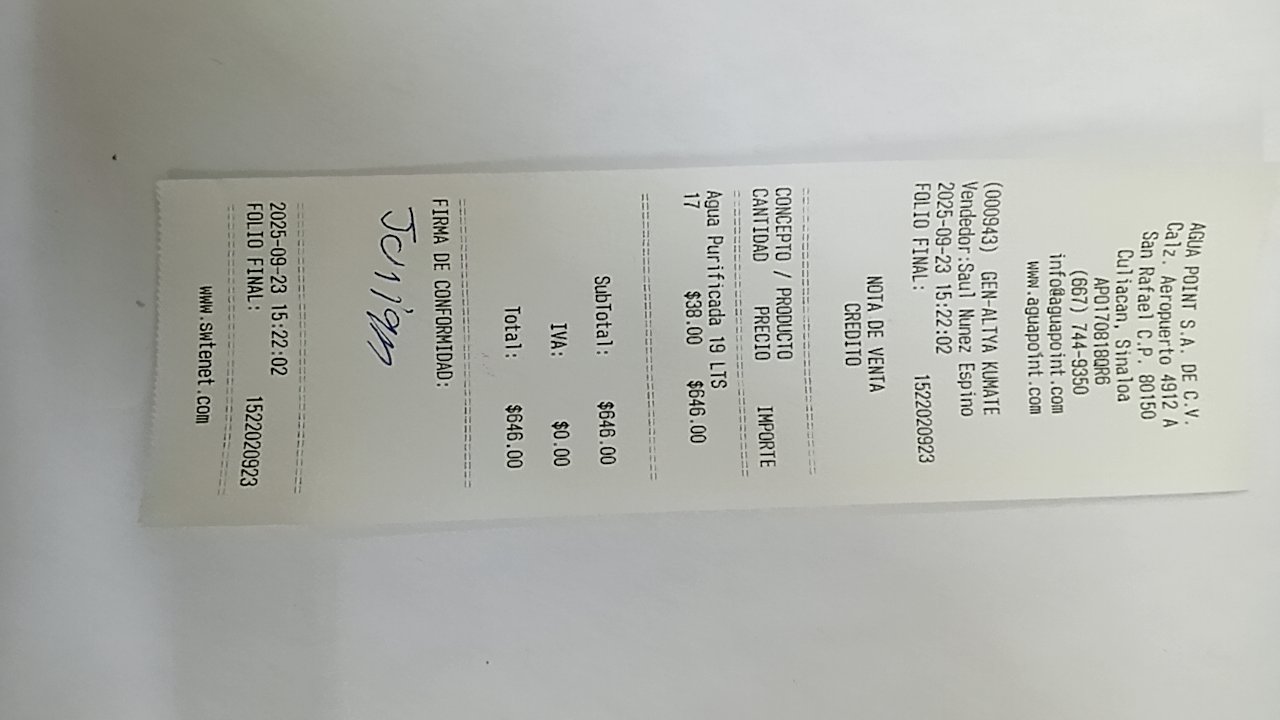 AGUA POINT S.A. DE C.V.
Calz. Aeropuerto 4912 A
San Rafael C.P. 80150
Culiacan, Sinaloa
APO170818QR6
(667) 744-9350
info@aguapoint.com
www.aguapoint.com
(000943) GEN-ALTYA KUMATE
Vendedor:Saul Nunez Espino
2025-09-23 15:22:02
FOLIO FINAL: 1522020923
NOTA DE VENTA
CREDITO
CONCEPTO / PRODUCTO
CANTIDAD PRECIO IMPORTE
Agua Purificada 19 LTS
17 $38.00 $646.00
SubTotal: $646.00
IVA: $0.00
Total: $646.00
FIRMA DE CONFORMIDAD:
2025-09-23 15:22:02
FOLIO FINAL: 1522020923
www.swtenet.com